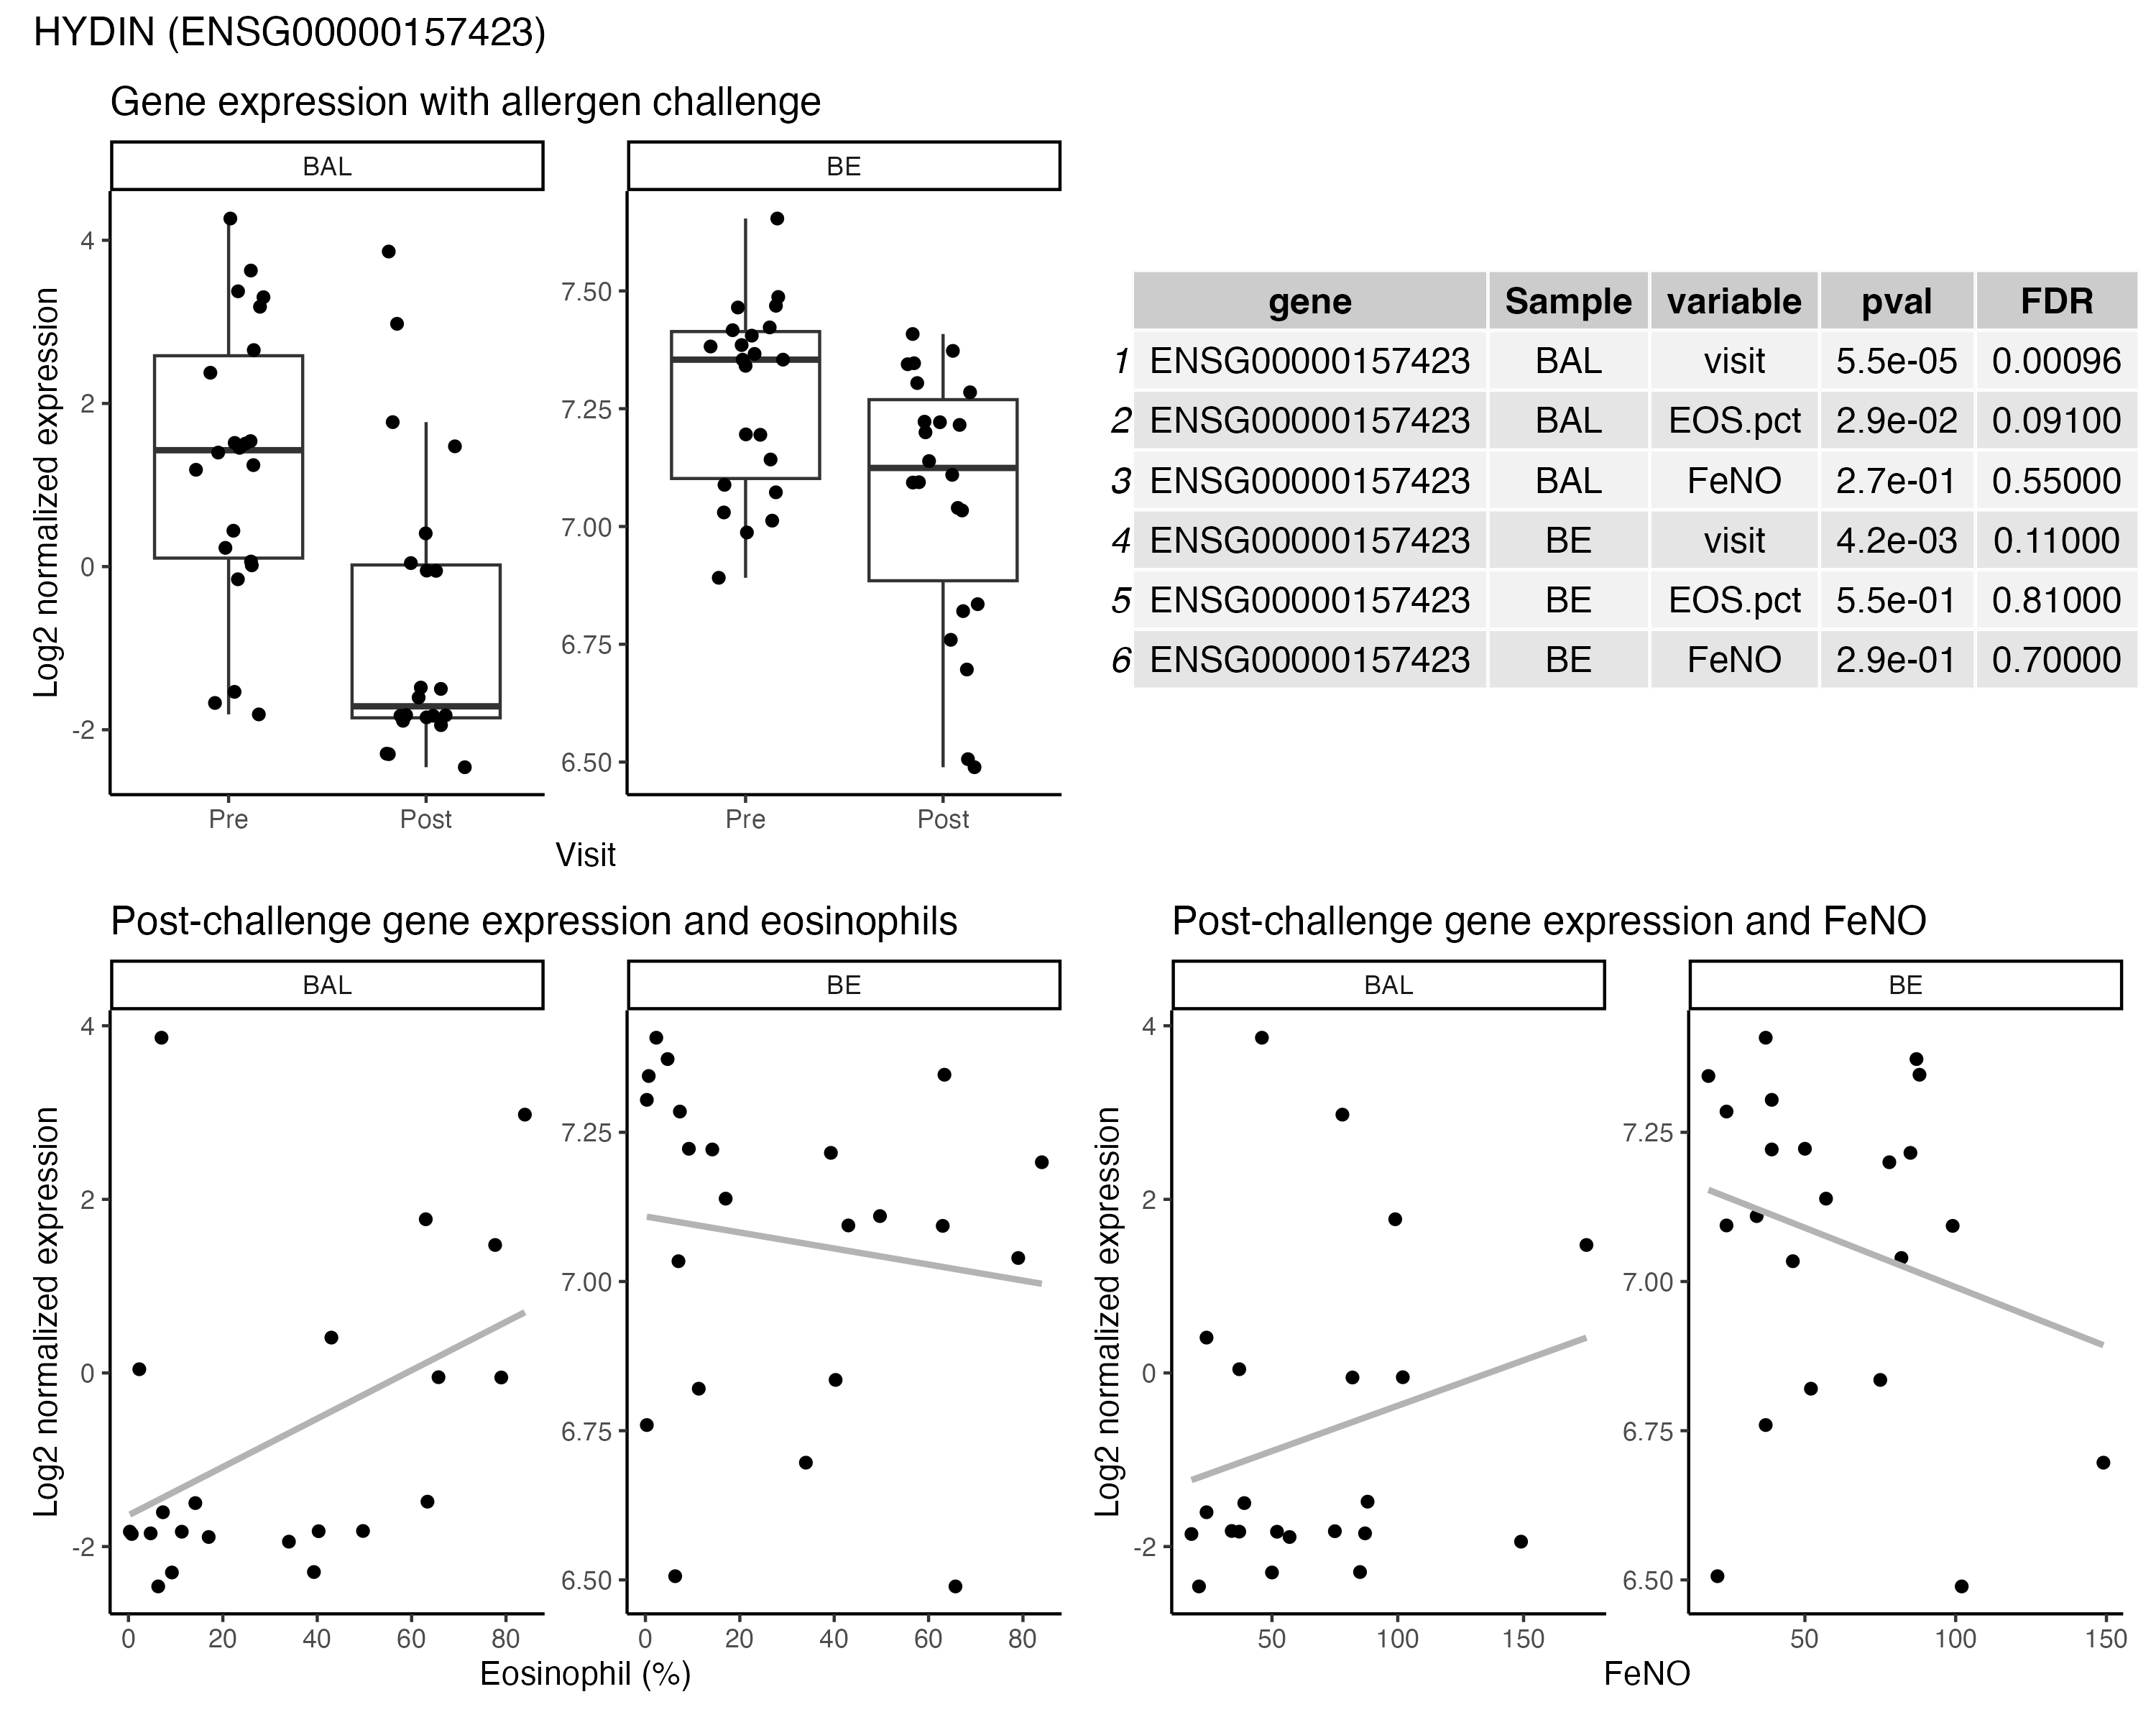 HYDIN (ENSG00000157423)
Gene expression with allergen challenge
BAL
BE
Log2 normalized expression
4
2
0
-2
7.50
7.25
7.00
6.75
6.50
Pre
Post
Pre
Post
Visit
gene Sample variable pval FDR
1 ENSG00000157423 BAL visit 5.5e-05 0.00096
2 ENSG00000157423 BAL EOS.pct 2.9e-02 0.09100
3 ENSG00000157423 BAL FeNO 2.7e-01 0.55000
4 ENSG00000157423 BE visit 4.2e-03 0.11000
5 ENSG00000157423 BE EOS.pct 5.5e-01 0.81000
6 ENSG00000157423 BE FeNO 2.9e-01 0.70000
Post-challenge gene expression and eosinophils
BAL
BE
Log2 normalized expression
4
2
0
-2
7.25
7.00
6.75
6.50
0 20 40 60 80
0 20 40 60 80
Eosinophil (%)
Post-challenge gene expression and FeNO
BAL
BE
Log2 normalized expression
4
2
0
-2
7.25
7.00
6.75
6.50
50 100 150
50 100 150
FeNO